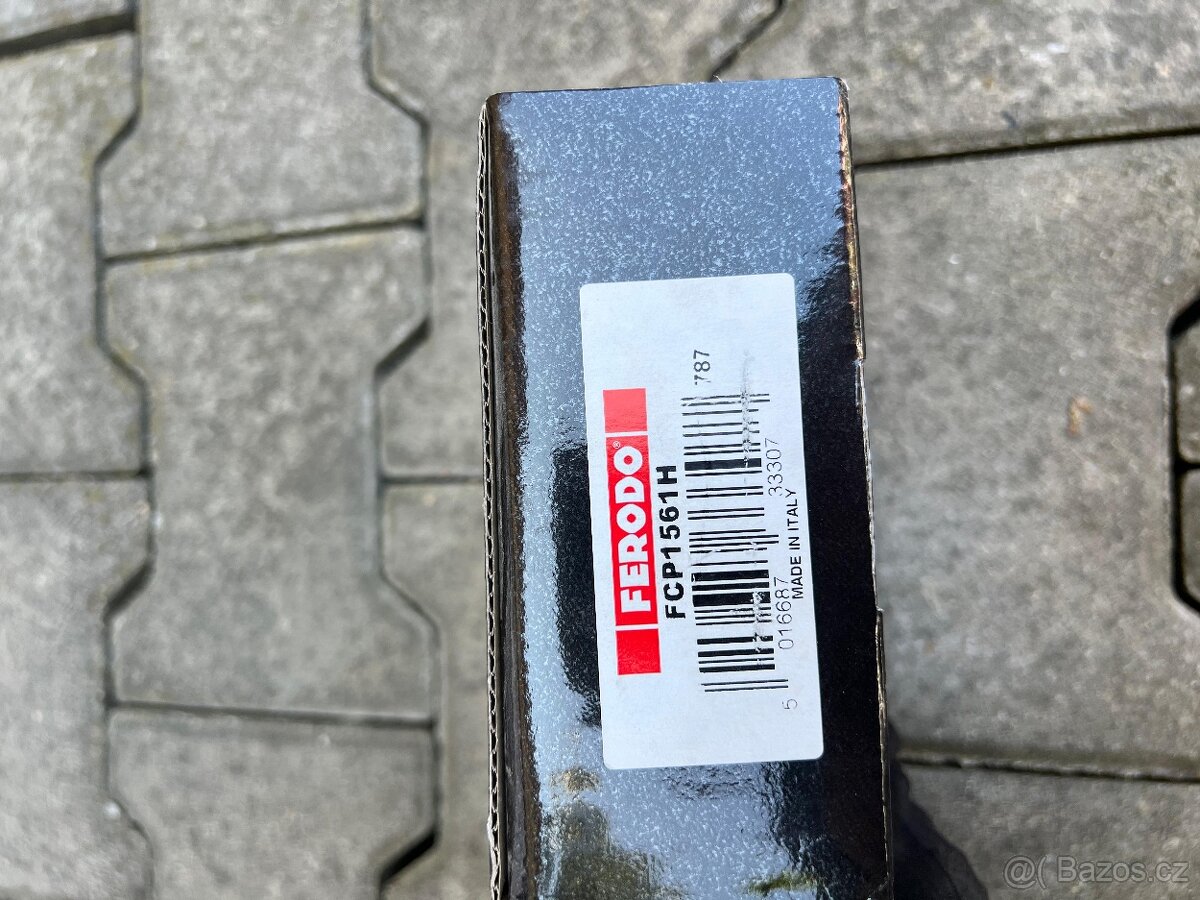 FERODO®
FCP1561H
787
5 016687 33307
MADE IN ITALY
@( Bazos.cz